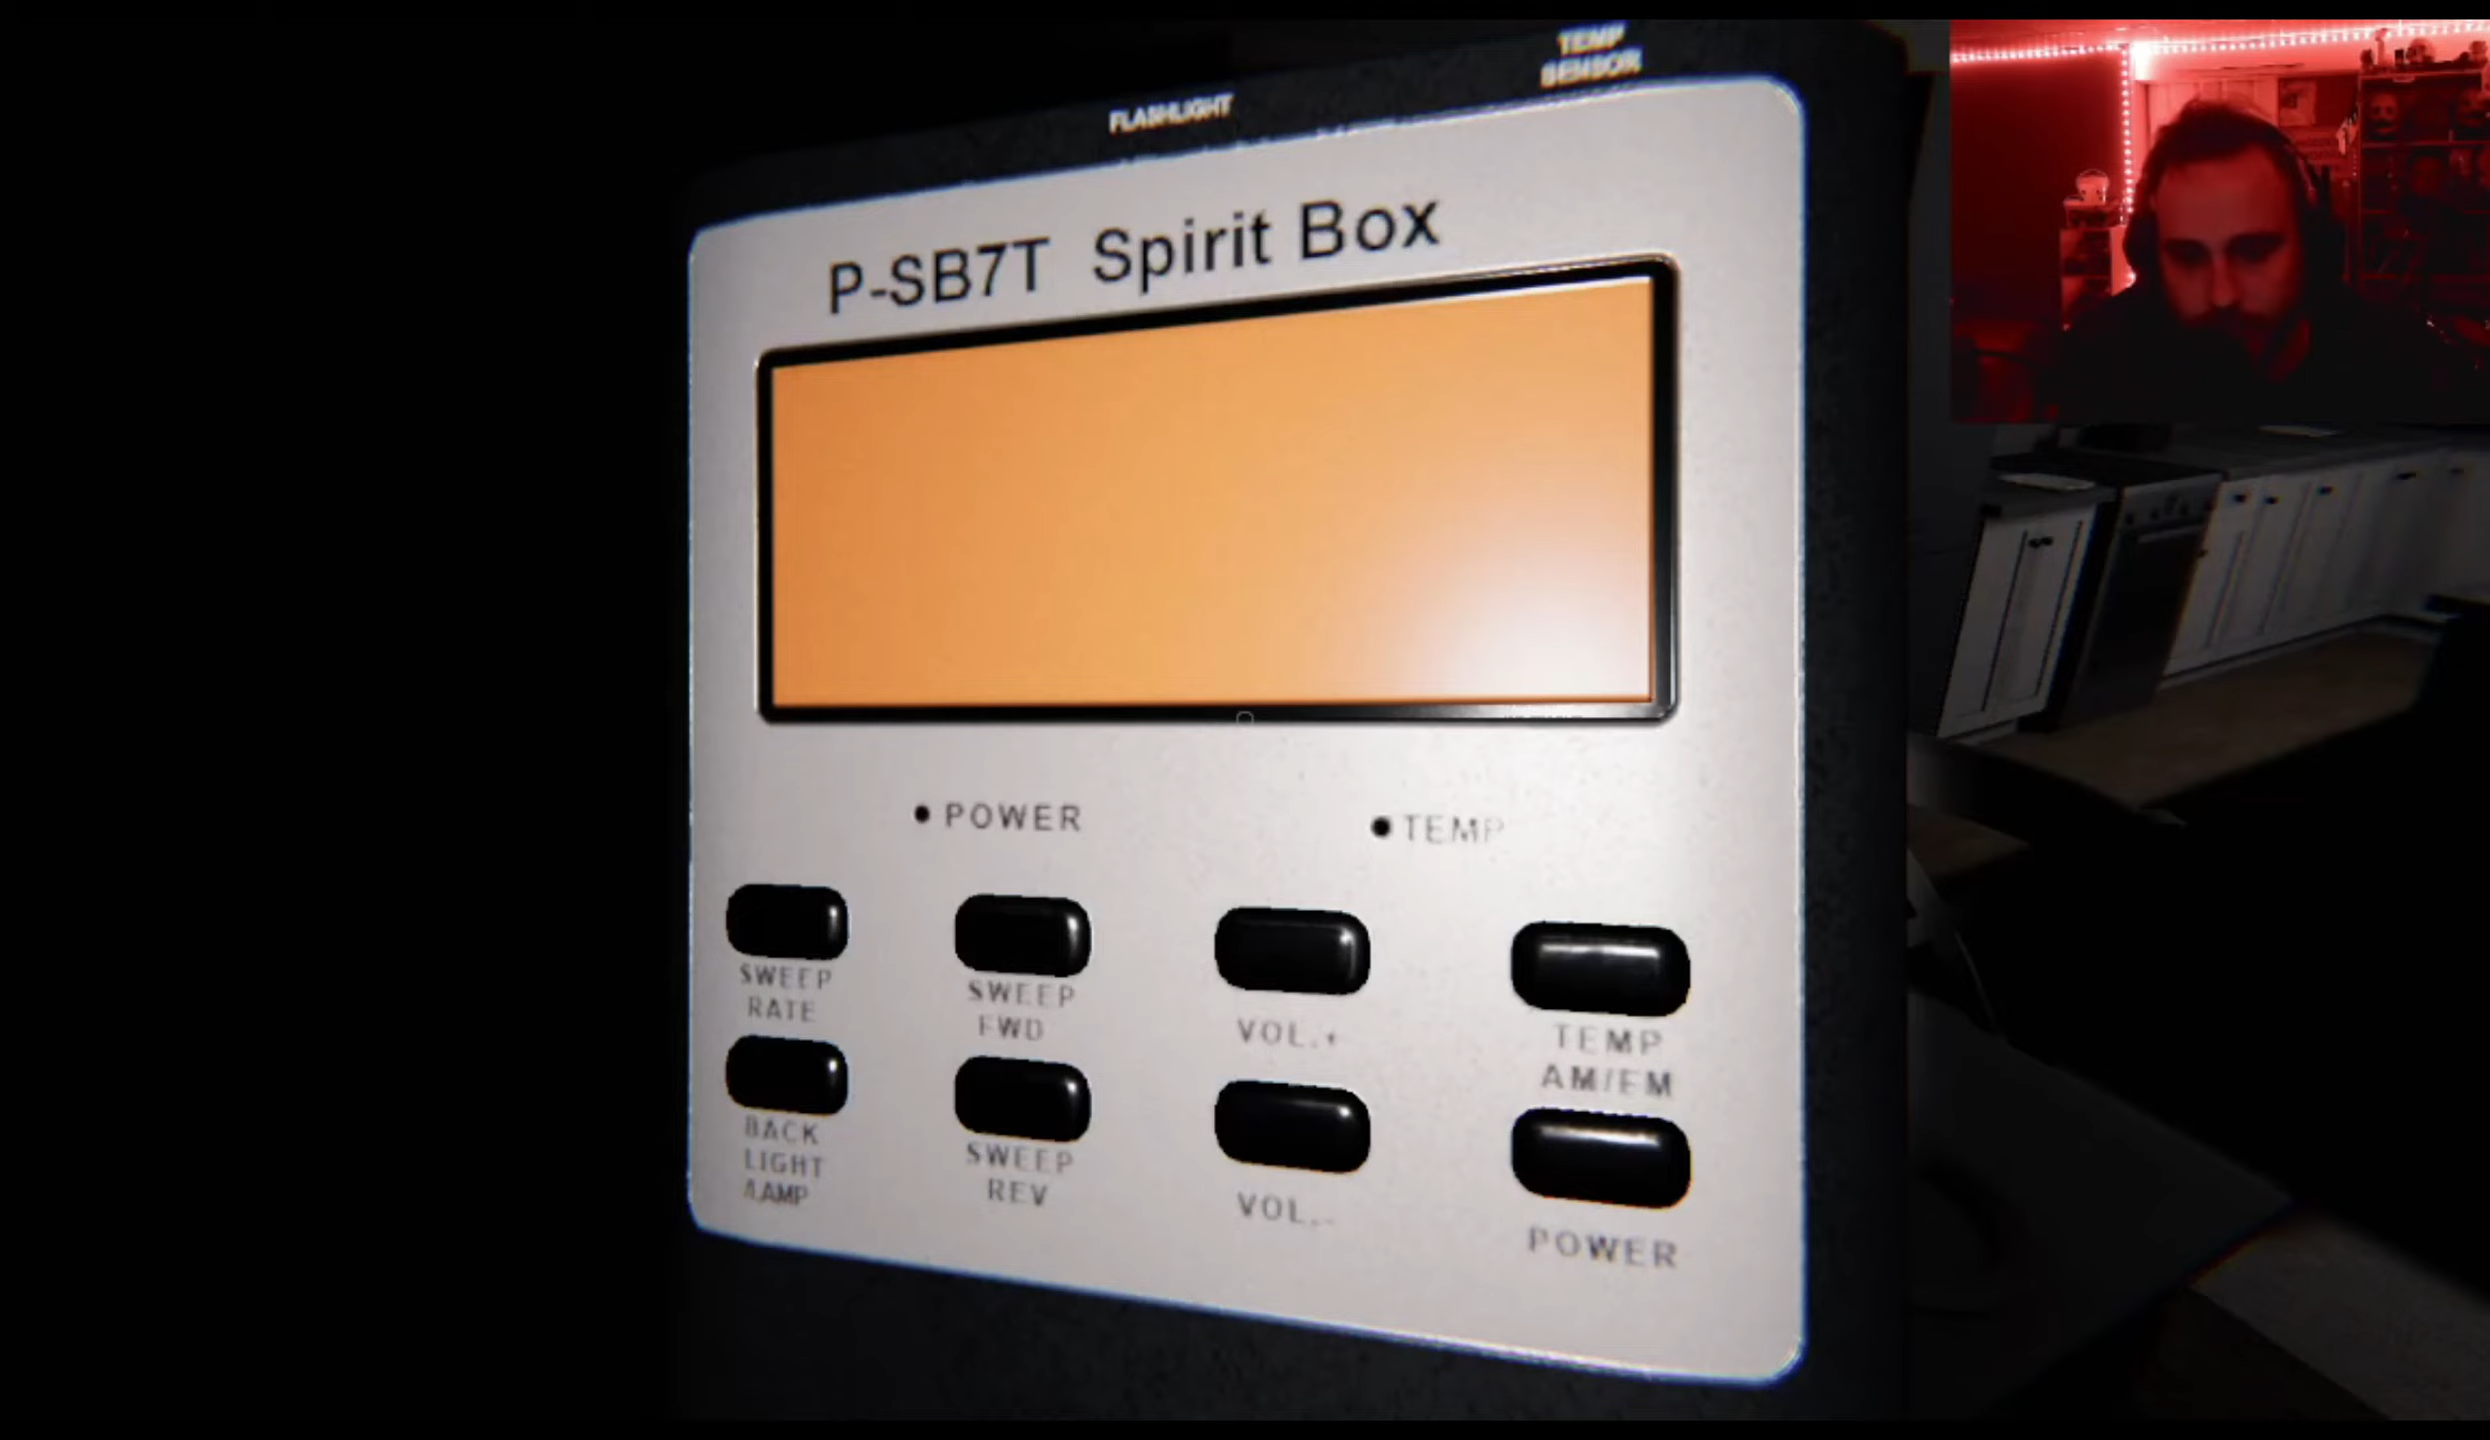 TEMP
SENSOR
FLASHLIGHT
P-SB7T Spirit Box
• POWER
• TEMP
SWEEP
RATE
SWEEP
FWD
VOL.+
TEMP
AM/FM
BACK
LIGHT
/LAMP
SWEEP
REV
VOL.-
POWER